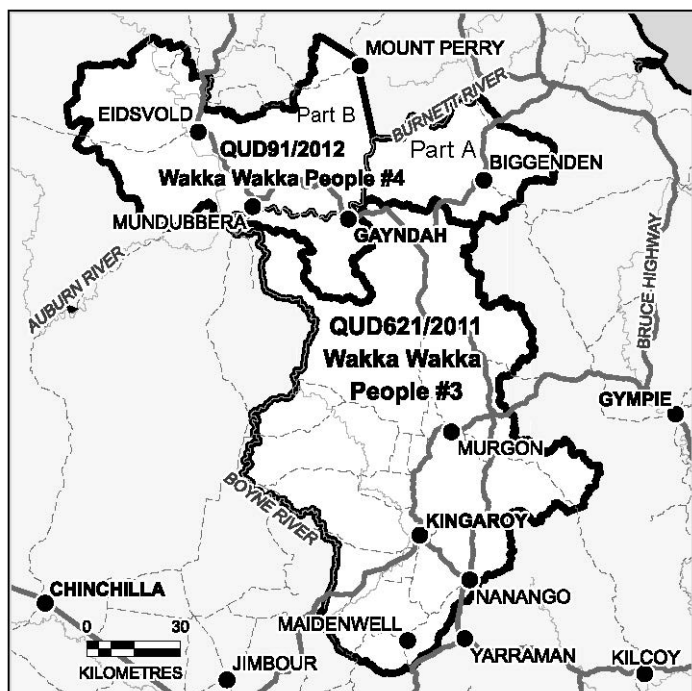 MOUNT PERRY
BURNETT RIVER
EIDSVOLD
Part B
Part A
QUD91/2012
Wakka Wakka People #4
BIGGENDEN
MUNDUBBERA
GAYNDAH
AUBURN RIVER
BRUCE HIGHWAY
QUD621/2011
Wakka Wakka
People #3
GYMPIE
MURGON
BOYNE RIVER
KINGAROY
CHINCHILLA
NANANGO
0 30
KILOMETRES
MAIDENWELL
YARRAMAN
JIMBOUR
KILCOY